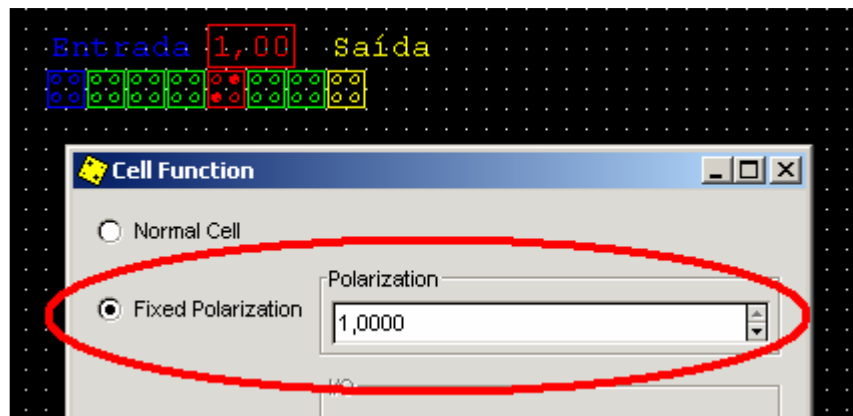 Entrada 1,00 Saída
Cell Function
Normal Cell
Polarization
Fixed Polarization
1,0000
I/O